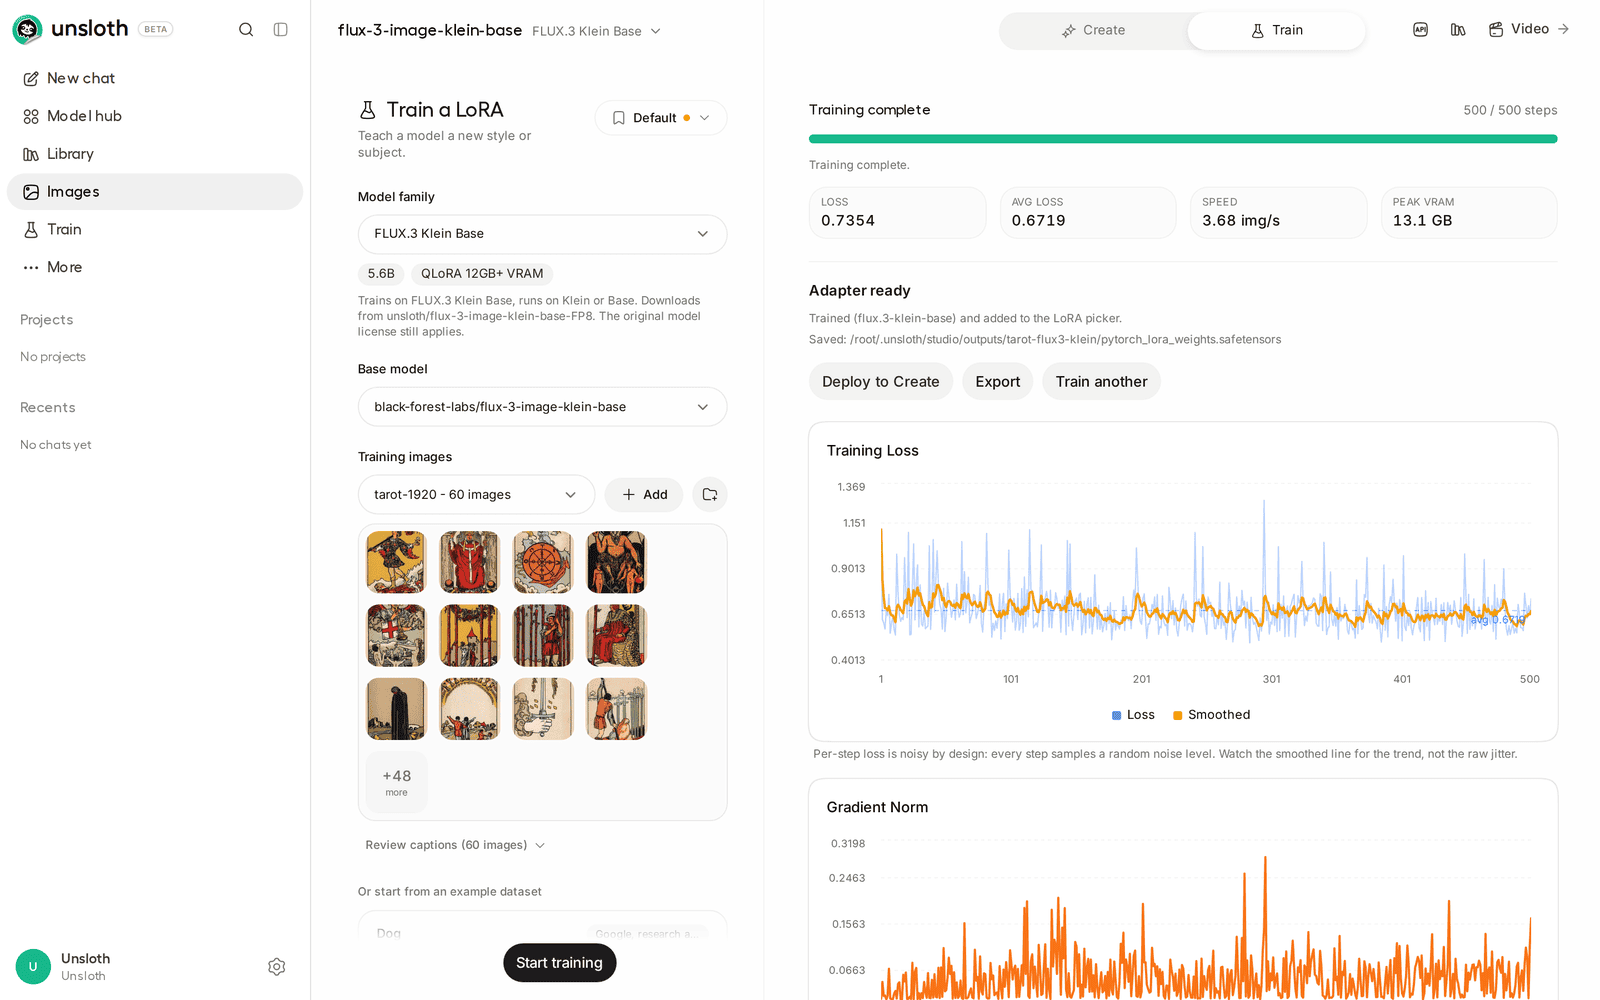 unsloth BETA
New chat
Model hub
Library
Images
Train
More
Projects
No projects
Recents
No chats yet
U
Unsloth
Unsloth
flux-3-image-klein-base FLUX.3 Klein Base
Create
Train
API
Video
Train a LoRA
Teach a model a new style or
subject.
Default
Model family
FLUX.3 Klein Base
5.6B QLoRA 12GB+ VRAM
Trains on FLUX.3 Klein Base, runs on Klein or Base. Downloads
from unsloth/flux-3-image-klein-base-FP8. The original model
license still applies.
Base model
black-forest-labs/flux-3-image-klein-base
Training images
tarot-1920 - 60 images
Add
+48
more
Review captions (60 images)
Or start from an example dataset
Dog
Google, research a...
Start training
Training complete
500 / 500 steps
Training complete.
LOSS
0.7354
AVG LOSS
0.6719
SPEED
3.68 img/s
PEAK VRAM
13.1 GB
Adapter ready
Trained (flux.3-klein-base) and added to the LoRA picker.
Saved: /root/.unsloth/studio/outputs/tarot-flux3-klein/pytorch_lora_weights.safetensors
Deploy to Create
Export
Train another
Training Loss
1.369
1.151
0.9013
0.6513
0.4013
avg 0.6719
1 101 201 301 401 500
Loss Smoothed
Per-step loss is noisy by design: every step samples a random noise level. Watch the smoothed line for the trend, not the raw jitter.
Gradient Norm
0.3198
0.2463
0.1563
0.0663